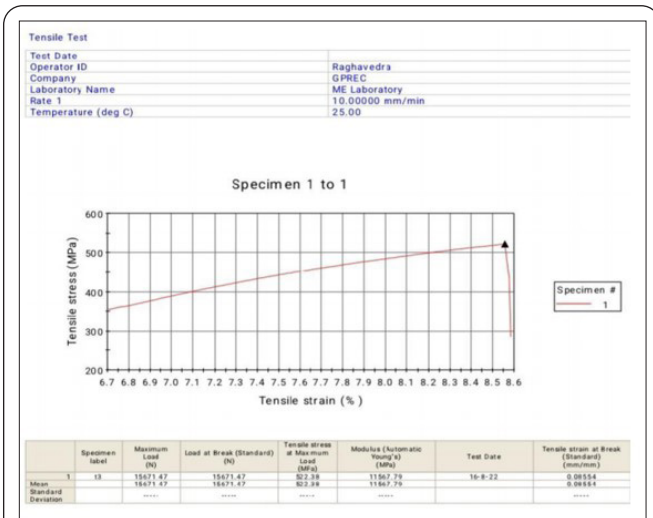 Tensile Test
Test Date
Operator ID Raghavedra
Company GPREC
Laboratory Name ME Laboratory
Rate 1 10.00000 mm/min
Temperature (deg C) 25.00
Specimen 1 to 1
Tensile stress (MPa)
600
500
400
300
200
6.7 6.8 6.9 7.0 7.1 7.2 7.3 7.4 7.5 7.6 7.7 7.8 7.9 8.0 8.1 8.2 8.3 8.4 8.5 8.6
Tensile strain (%)
Specimen #
1
Specimen label
Maximum Load (N)
Load at Break (Standard) (N)
Tensile stress at Maximum Load (MPa)
Modulus (Automatic Young's) (MPa)
Test Date
Tensile strain at Break (Standard) (mm/mm)
1 t3 15671.47 15671.47 522.38 11567.79 16-8-22 0.08554
Mean 15671.47 15671.47 522.38 11567.79 0.08554
Standard Deviation ..... ..... ..... ..... .....